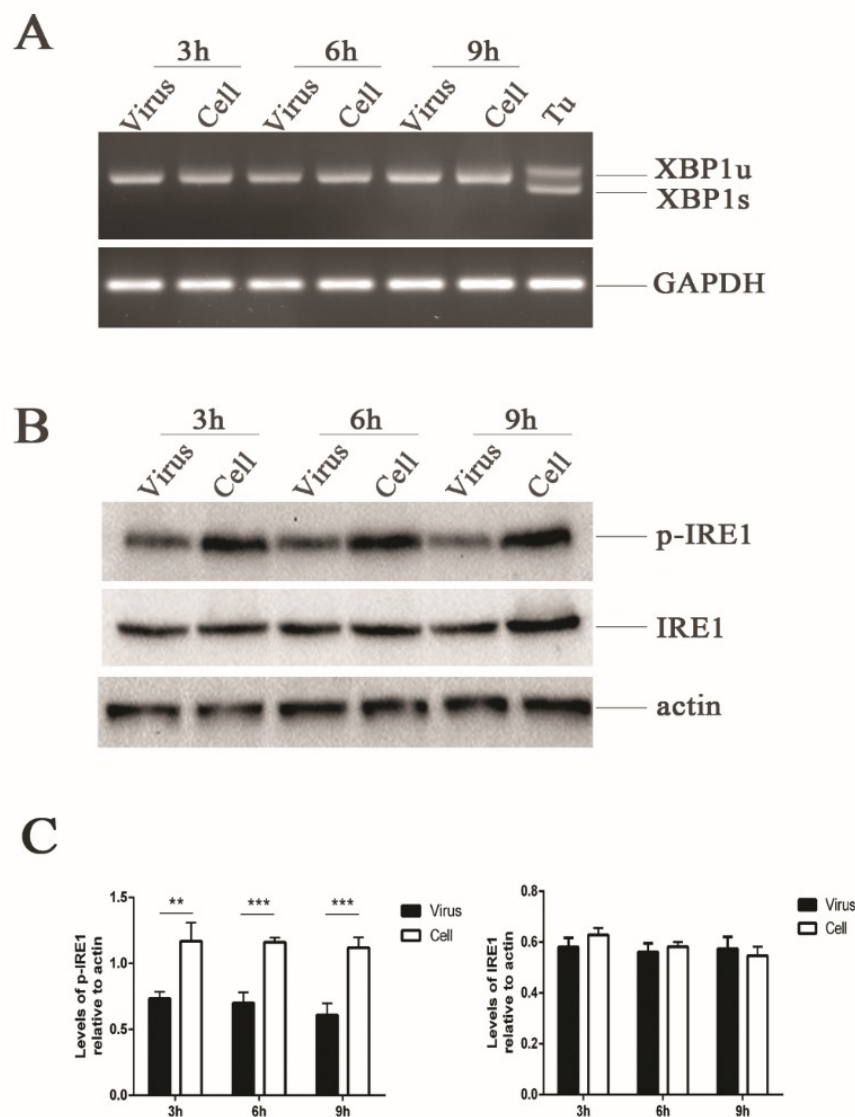 A
3h 6h 9h
Virus Cell Virus Cell Virus Cell Tu
XBP1u
XBP1s
GAPDH
B
3h 6h 9h
Virus Cell Virus Cell Virus Cell
p-IRE1
IRE1
actin
C
Levels of p-IRE1
relative to actin
1.5
1.0
0.5
0.0
** *** ***
Virus
Cell
3h 6h 9h
Levels of IRE1
relative to actin
0.8
0.6
0.4
0.2
0.0
Virus
Cell
3h 6h 9h